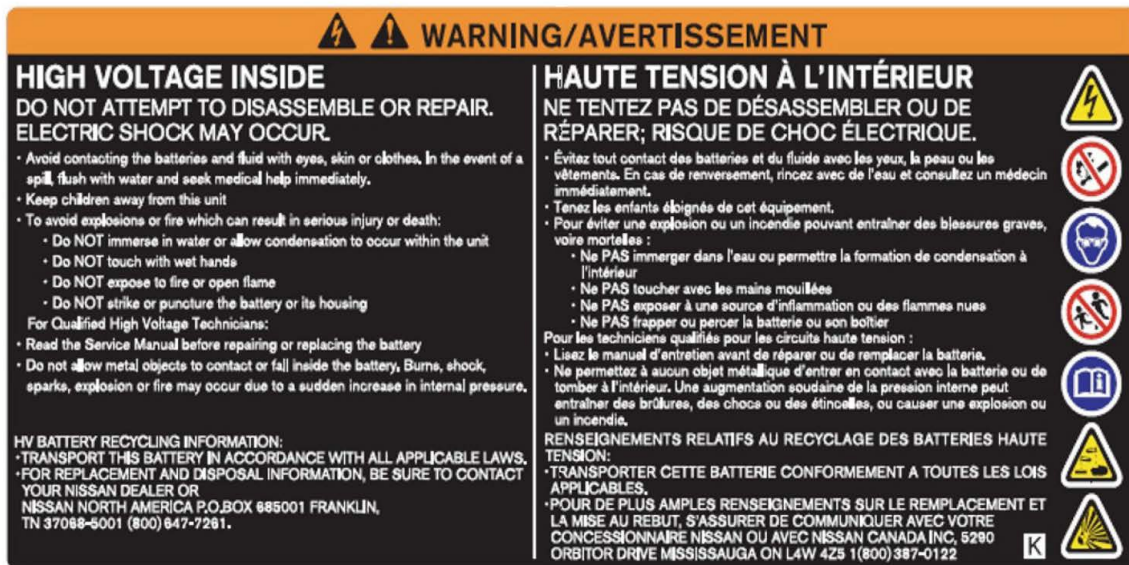 WARNING/AVERTISSEMENT
HIGH VOLTAGE INSIDE
DO NOT ATTEMPT TO DISASSEMBLE OR REPAIR.
ELECTRIC SHOCK MAY OCCUR.
· Avoid contacting the batteries and fluid with eyes, skin or clothes. In the event of a
spill, flush with water and seek medical help immediately.
· Keep children away from this unit
· To avoid explosions or fire which can result in serious injury or death:
· Do NOT immerse in water or allow condensation to occur within the unit
· Do NOT touch with wet hands
· Do NOT expose to fire or open flame
· Do NOT strike or puncture the battery or its housing
For Qualified High Voltage Technicians:
· Read the Service Manual before repairing or replacing the battery
· Do not allow metal objects to contact or fall inside the battery. Burns, shock,
sparks, explosion or fire may occur due to a sudden increase in internal pressure.
HV BATTERY RECYCLING INFORMATION:
·TRANSPORT THIS BATTERY IN ACCORDANCE WITH ALL APPLICABLE LAWS.
·FOR REPLACEMENT AND DISPOSAL INFORMATION, BE SURE TO CONTACT
YOUR NISSAN DEALER OR
NISSAN NORTH AMERICA P.O.BOX 685001 FRANKLIN,
TN 37068-5001 (800) 647-7261.
HAUTE TENSION À L'INTÉRIEUR
NE TENTEZ PAS DE DÉSASSEMBLER OU DE
RÉPARER; RISQUE DE CHOC ÉLECTRIQUE.
· Évitez tout contact des batteries et du fluide avec les yeux, la peau ou les
vêtements. En cas de renversement, rincez avec de l'eau et consultez un médecin
immédiatement.
· Tenez les enfants éloignés de cet équipement.
· Pour éviter une explosion ou un incendie pouvant entraîner des blessures graves,
voire mortelles :
· Ne PAS immerger dans l'eau ou permettre la formation de condensation à
l'intérieur
· Ne PAS toucher avec les mains mouillées
· Ne PAS exposer à une source d'inflammation ou des flammes nues
· Ne PAS frapper ou percer la batterie ou son boîtier
Pour les techniciens qualifiés pour les circuits haute tension :
· Lisez le manuel d'entretien avant de réparer ou de remplacer la batterie.
· Ne permettez à aucun objet métallique d'entrer en contact avec la batterie ou de
tomber à l'intérieur. Une augmentation soudaine de la pression interne peut
entraîner des brûlures, des chocs ou des étincelles, ou causer une explosion ou
un incendie.
RENSEIGNEMENTS RELATIFS AU RECYCLAGE DES BATTERIES HAUTE
TENSION:
·TRANSPORTER CETTE BATTERIE CONFORMEMENT A TOUTES LES LOIS
APPLICABLES.
·POUR DE PLUS AMPLES RENSEIGNEMENTS SUR LE REMPLACEMENT ET
LA MISE AU REBUT, S'ASSURER DE COMMUNIQUER AVEC VOTRE
CONCESSIONNAIRE NISSAN OU AVEC NISSAN CANADA INC, 5290
ORBITOR DRIVE MISSISSAUGA ON L4W 4Z5 1(800) 387-0122
K